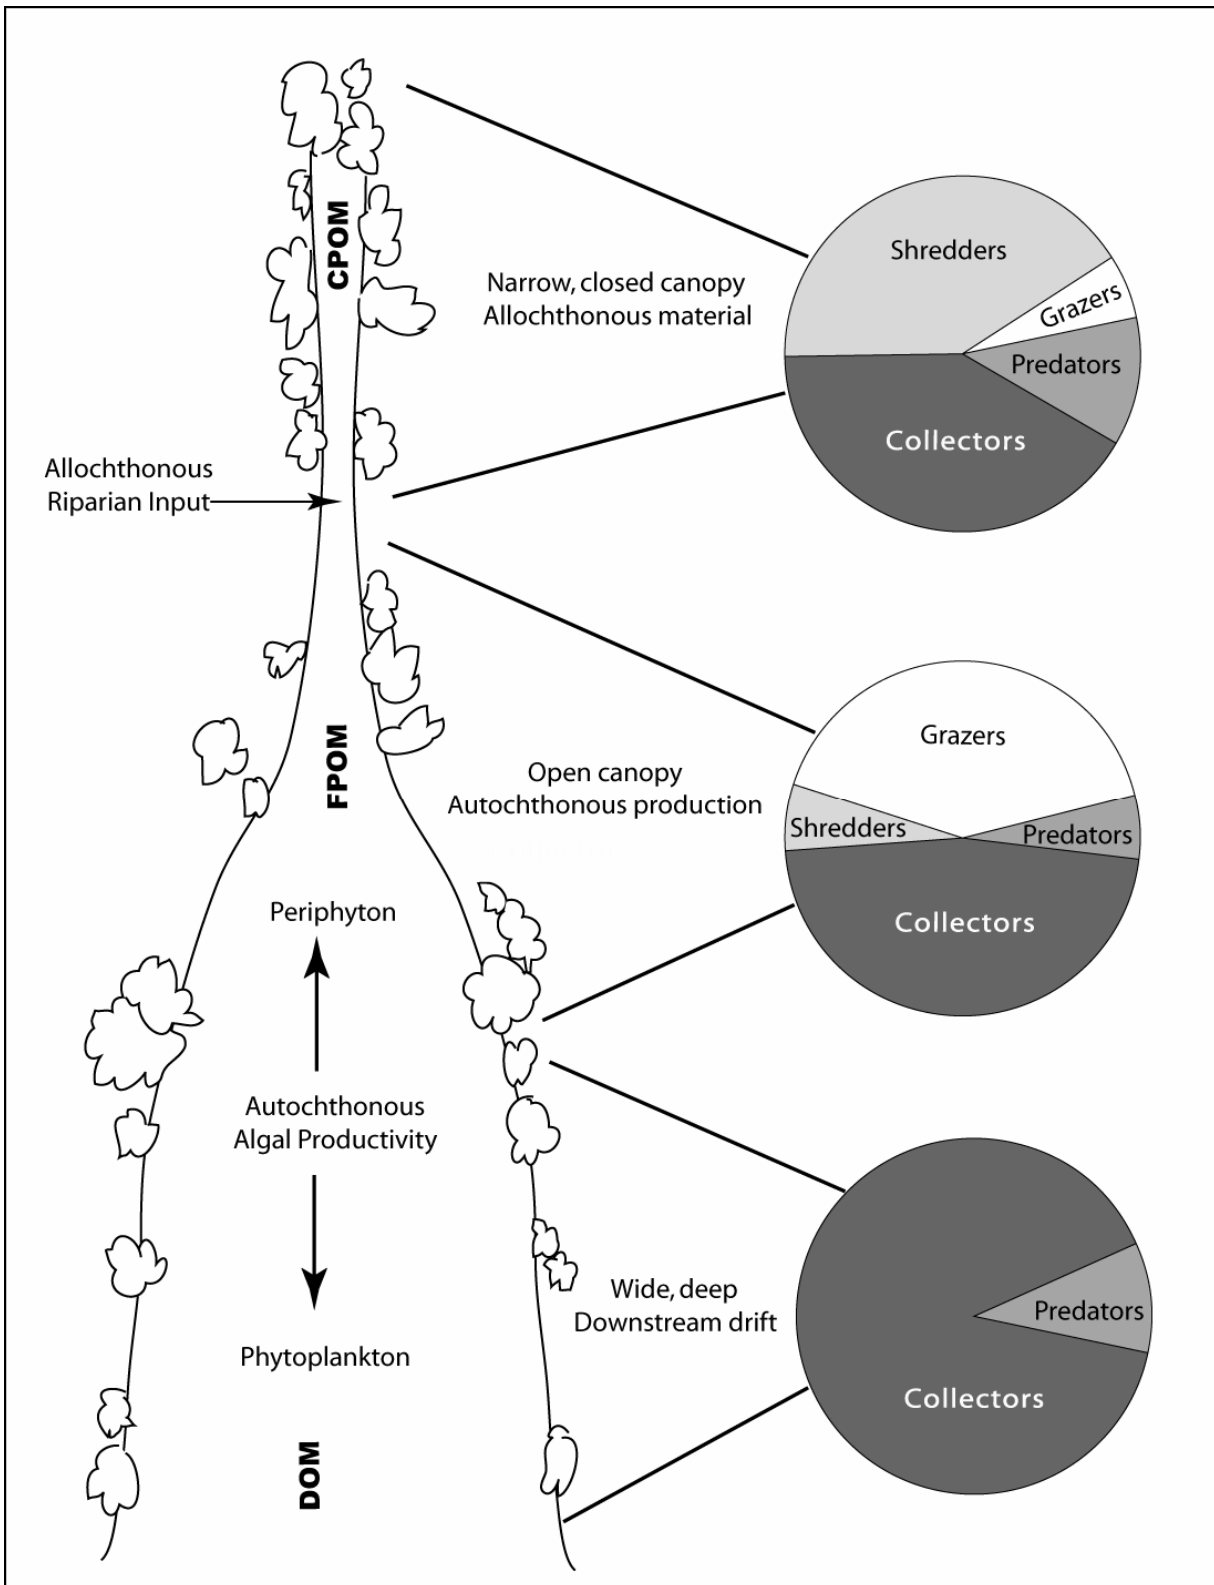 CPOM
Narrow, closed canopy
Allochthonous material
Shredders
Grazers
Predators
Collectors
Allochthonous
Riparian Input
FPOM
Open canopy
Autochthonous production
Grazers
Shredders
Predators
Collectors
Periphyton
Autochthonous
Algal Productivity
Phytoplankton
DOM
Wide, deep
Downstream drift
Predators
Collectors